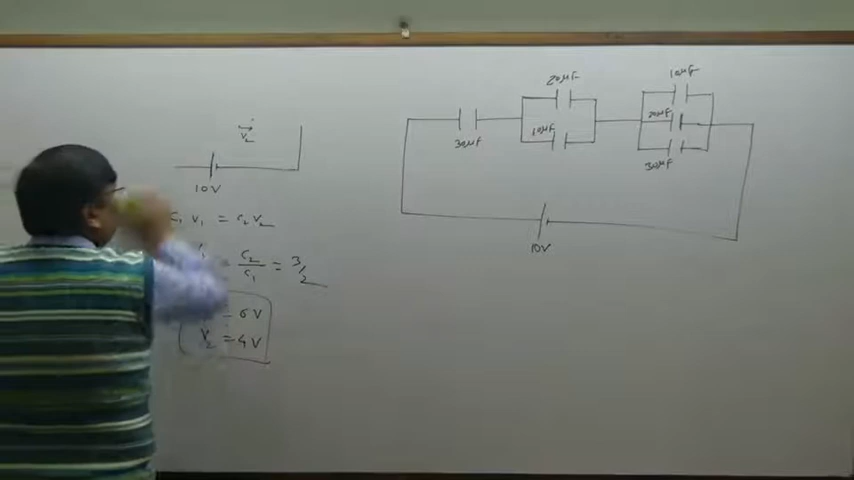 V₂
10V
C₁ V₁ = C₂ V₂
= C₂/C₁ = 3/2
= 6V
V₂ = 4V
20µF
10µF
30µF
10µF
20µF
30µF
10V